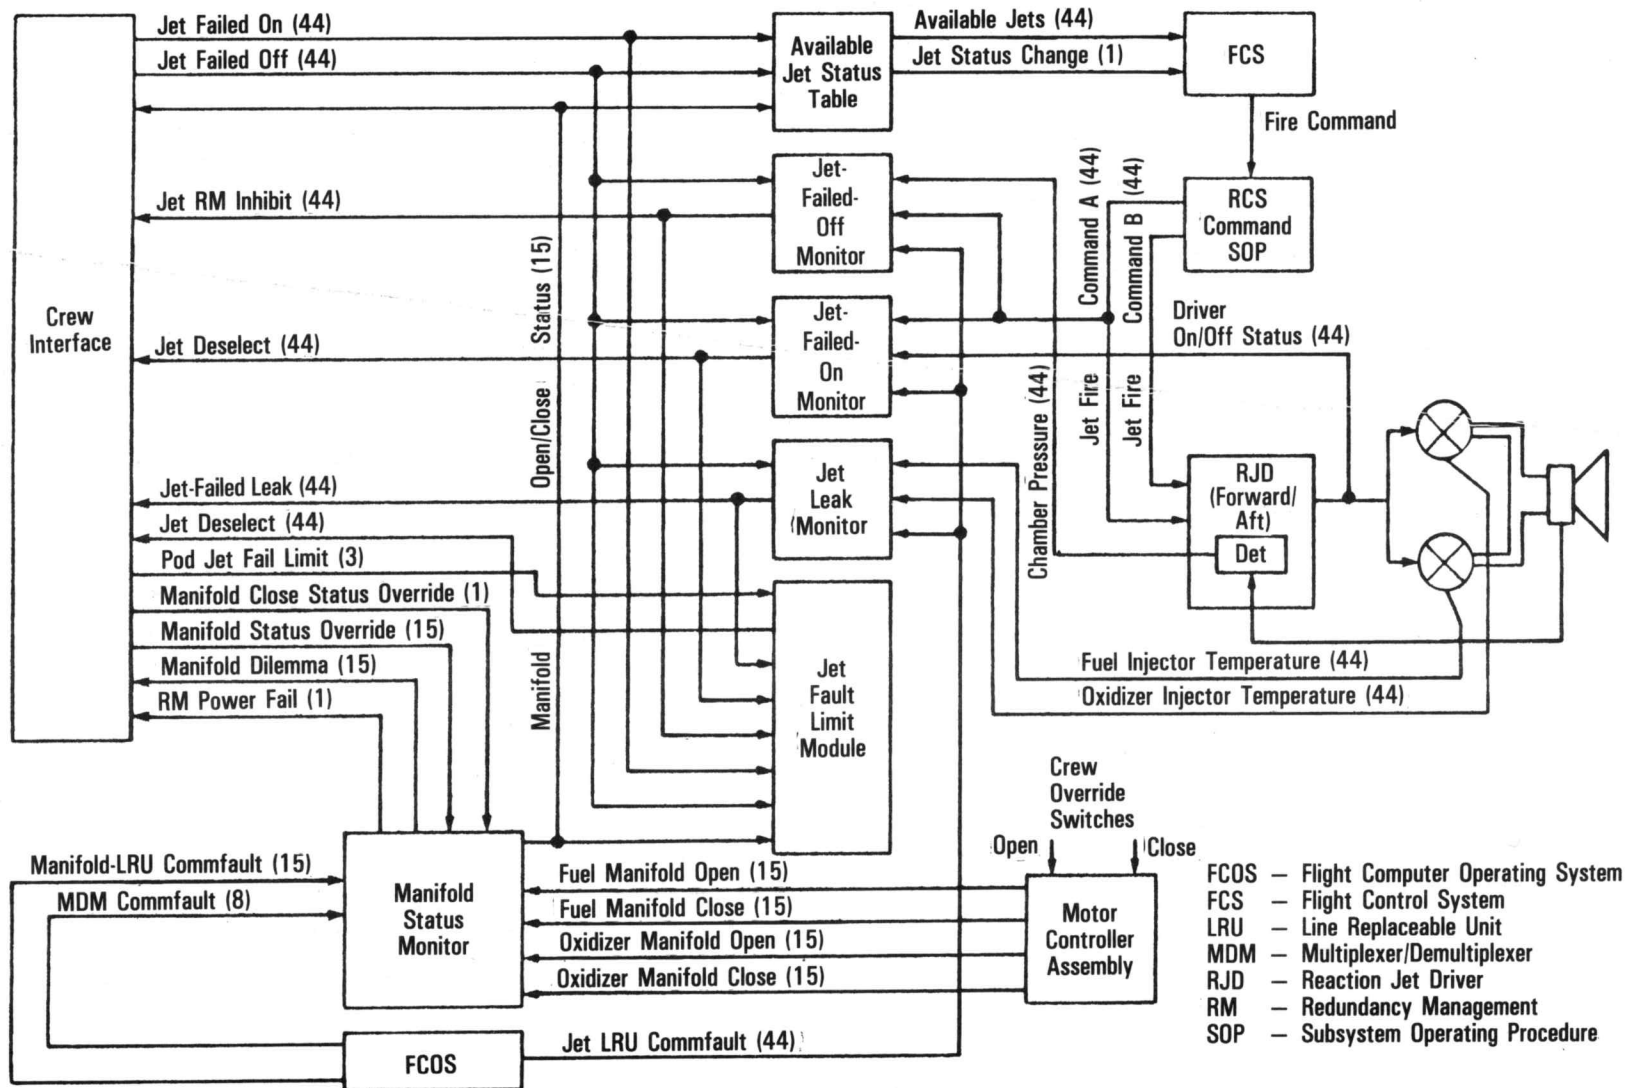 Jet Failed On (44)
Jet Failed Off (44)
Jet RM Inhibit (44)
Crew
Interface
Jet Deselect (44)
Jet-Failed Leak (44)
Jet Deselect (44)
Pod Jet Fail Limit (3)
Manifold Close Status Override (1)
Manifold Status Override (15)
Manifold Dilemma (15)
RM Power Fail (1)
Manifold Open/Close Status (15)
Available
Jet Status
Table
Available Jets (44)
Jet Status Change (1)
FCS
Fire Command
RCS
Command
SOP
Jet-
Failed-
Off
Monitor
Jet-
Failed-
On
Monitor
Jet
Leak
Monitor
Jet
Fault
Limit
Module
Chamber Pressure (44)
Jet Fire Command A (44)
Jet Fire Command B (44)
Driver
On/Off Status (44)
RJD
(Forward/
Aft)
Det
Fuel Injector Temperature (44)
Oxidizer Injector Temperature (44)
Crew
Override
Switches
Open
Close
Motor
Controller
Assembly
Fuel Manifold Open (15)
Fuel Manifold Close (15)
Oxidizer Manifold Open (15)
Oxidizer Manifold Close (15)
Manifold-LRU Commfault (15)
MDM Commfault (8)
Manifold
Status
Monitor
FCOS
Jet LRU Commfault (44)
FCOS – Flight Computer Operating System
FCS – Flight Control System
LRU – Line Replaceable Unit
MDM – Multiplexer/Demultiplexer
RJD – Reaction Jet Driver
RM – Redundancy Management
SOP – Subsystem Operating Procedure